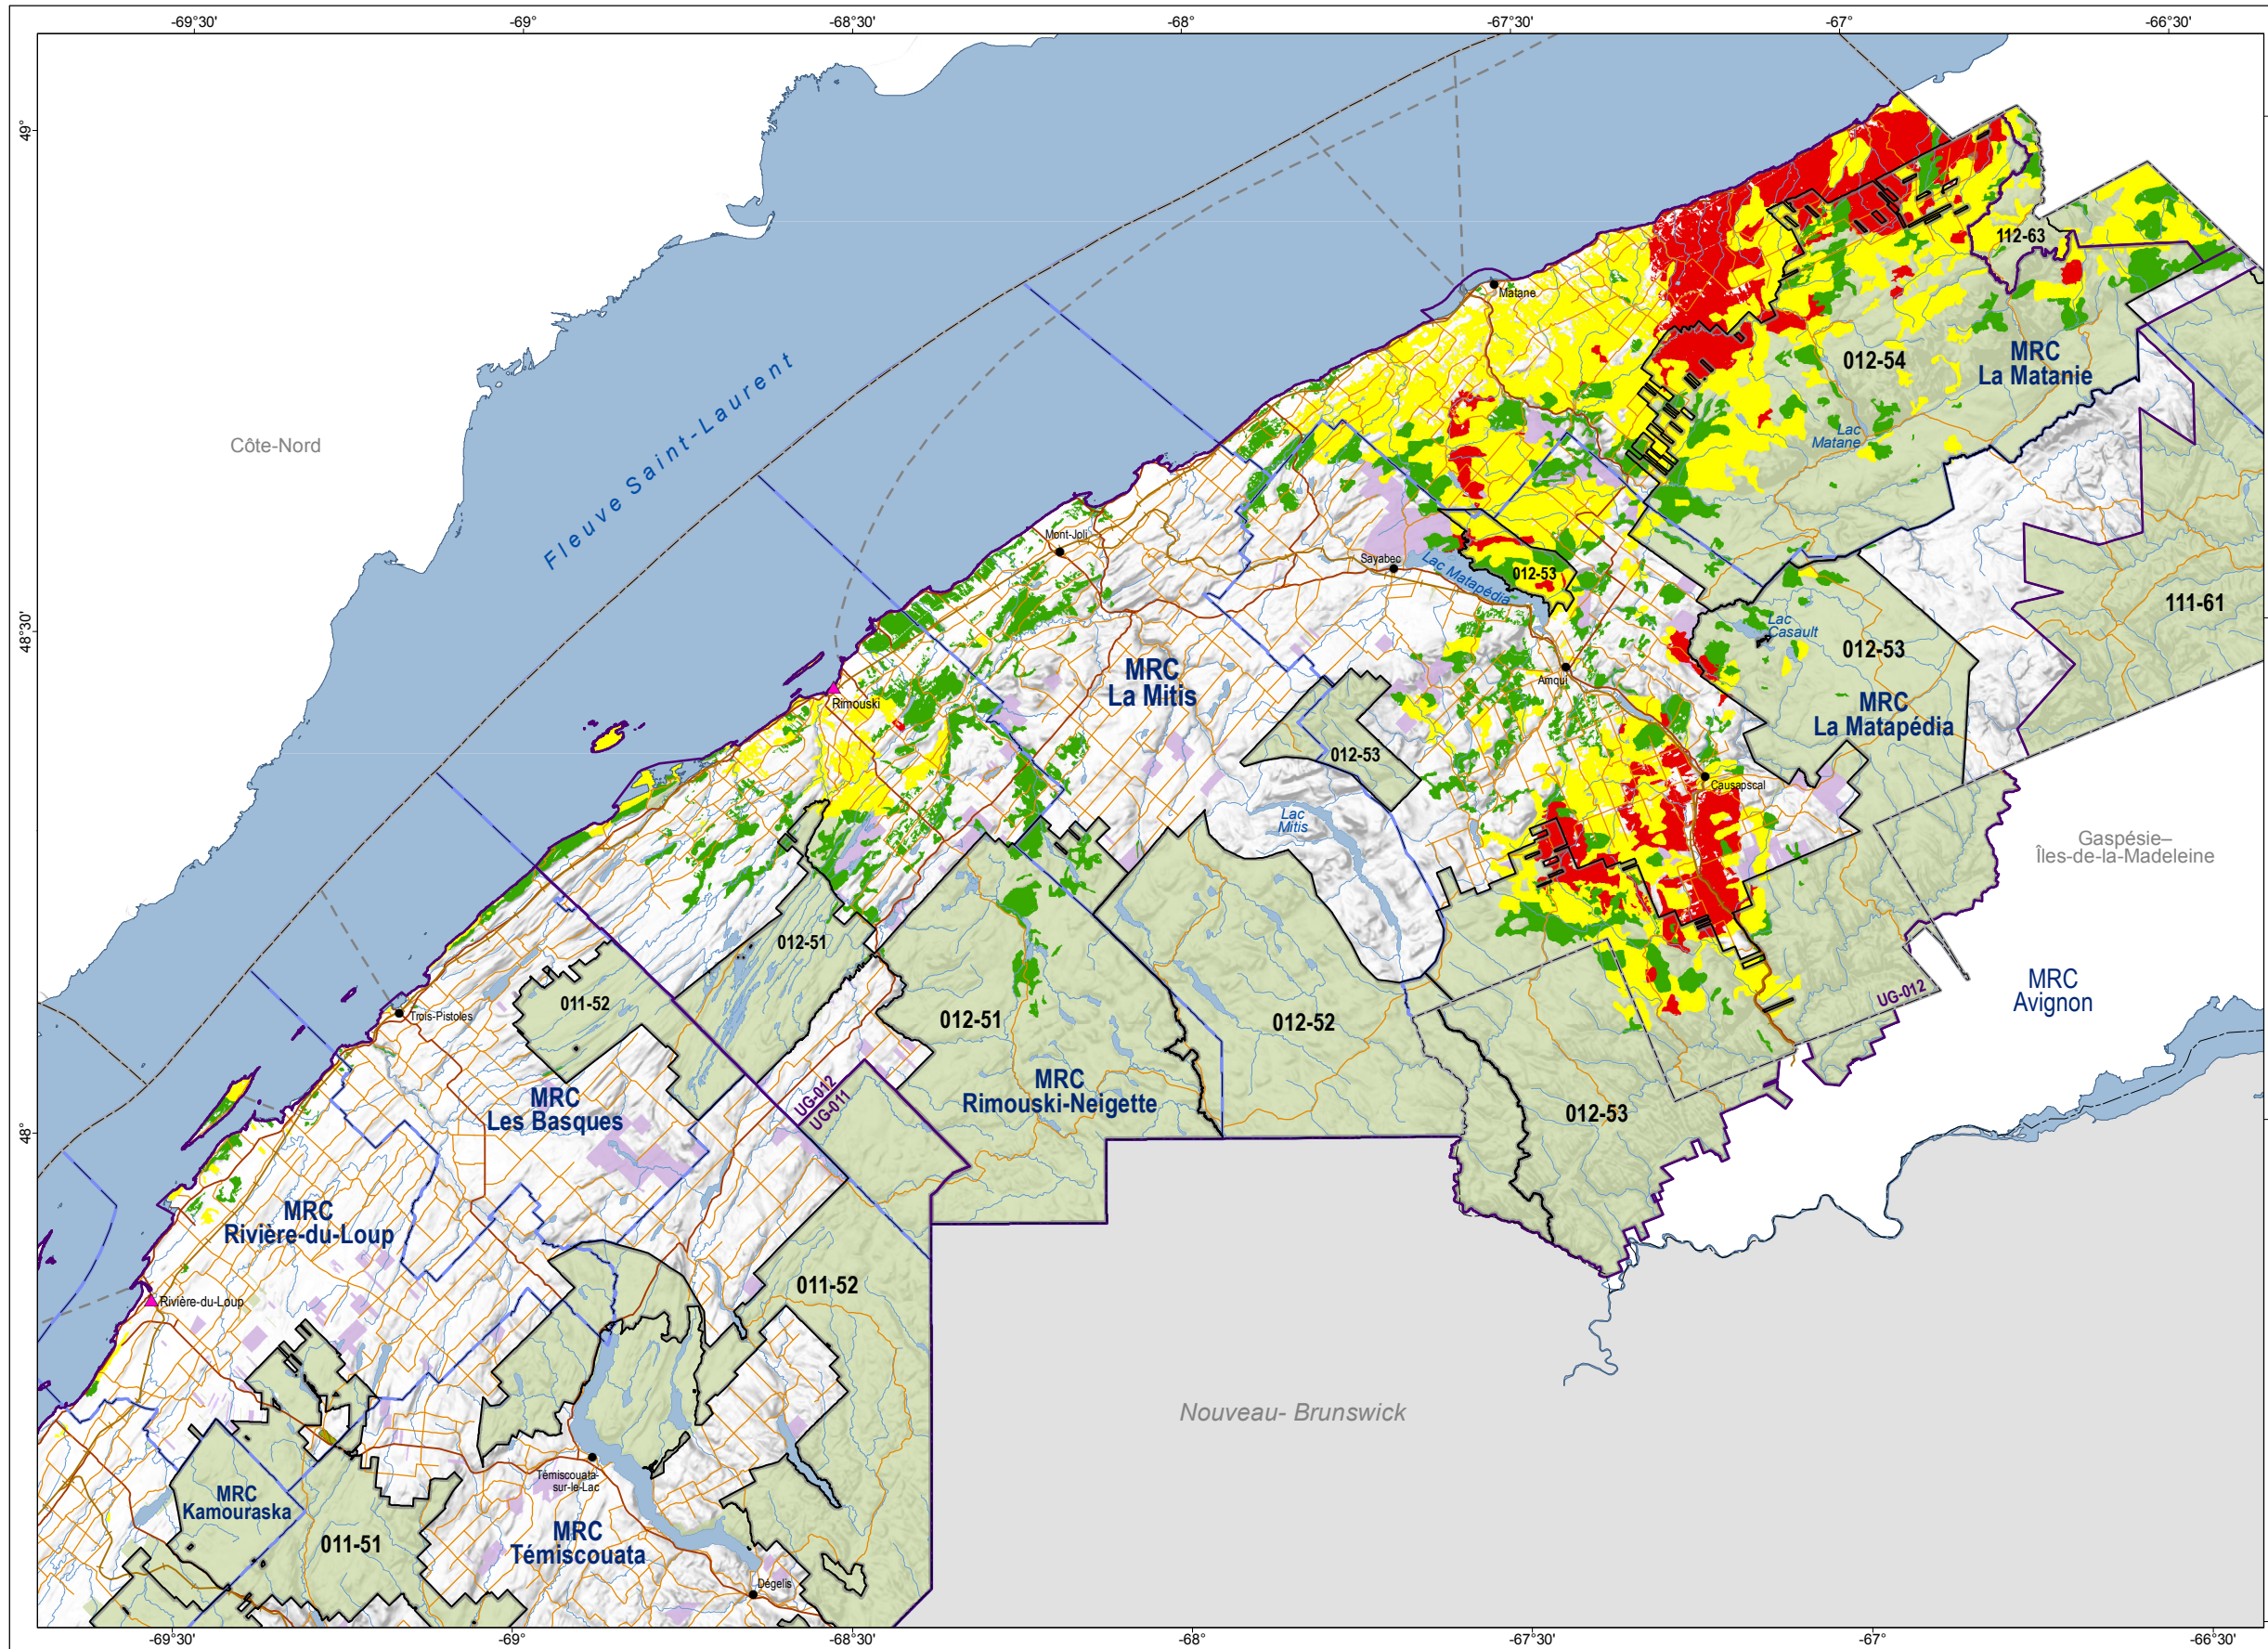 -69°30'
-69°
-68°30'
-68°
-67°30'
-67°
-66°30'
49°
48°30'
48°
Côte-Nord
Fleuve Saint-Laurent
Matane
112-63
012-54
MRC
La Matanie
Lac
Matane
Mont-Joli
Sayabec
Lac Matapédia
012-53
Lac
Casault
012-53
111-61
MRC
La Matapédia
Amqui
MRC
La Mitis
Rimouski
012-53
Causapscal
Lac
Mitis
Gaspésie–
Îles-de-la-Madeleine
012-51
011-52
Trois-Pistoles
012-51
012-52
UG-012
MRC
Avignon
MRC
Rimouski-Neigette
UG-012
UG-011
MRC
Les Basques
012-53
MRC
Rivière-du-Loup
Rivière-du-Loup
011-52
Nouveau- Brunswick
Témiscouata-
sur-le-Lac
MRC
Kamouraska
011-51
MRC
Témiscouata
Dégelis
-69°30'
-69°
-68°30'
-68°
-67°30'
-67°
-66°30'